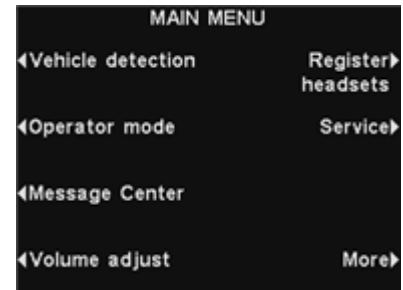 MAIN MENU
◀Vehicle detection
Register▶
headsets
◀Operator mode
Service▶
◀Message Center
◀Volume adjust
More▶